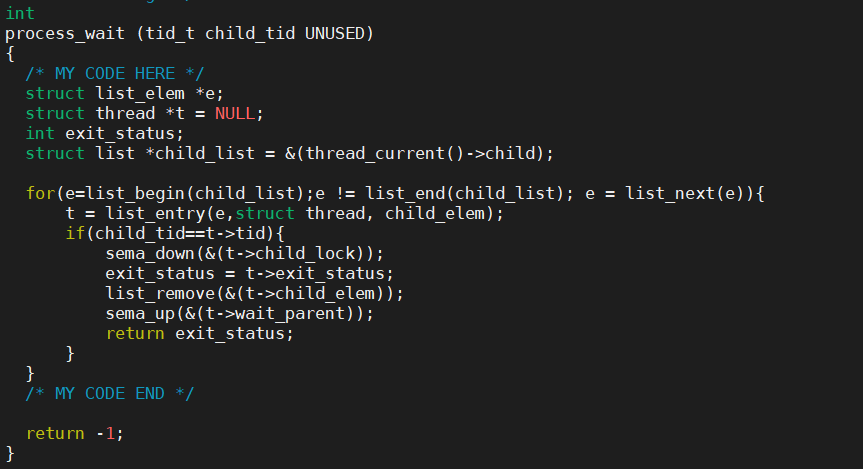 int
process_wait (tid_t child_tid UNUSED)
{
  /* MY CODE HERE */
  struct list_elem *e;
  struct thread *t = NULL;
  int exit_status;
  struct list *child_list = &(thread_current()->child);

  for(e=list_begin(child_list);e != list_end(child_list); e = list_next(e)){
      t = list_entry(e,struct thread, child_elem);
      if(child_tid==t->tid){
          sema_down(&(t->child_lock));
          exit_status = t->exit_status;
          list_remove(&(t->child_elem));
          sema_up(&(t->wait_parent));
          return exit_status;
      }
  }
  /* MY CODE END */

  return -1;
}